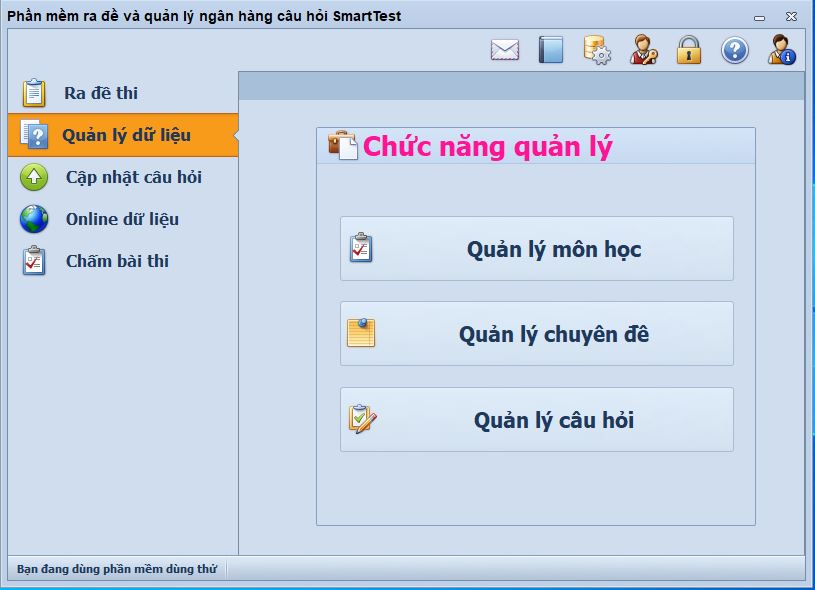 Phần mềm ra đề và quản lý ngân hàng câu hỏi SmartTest
Ra đề thi
Quản lý dữ liệu
Cập nhật câu hỏi
Online dữ liệu
Chấm bài thi
Chức năng quản lý
Quản lý môn học
Quản lý chuyên đề
Quản lý câu hỏi
Bạn đang dùng phần mềm dùng thử